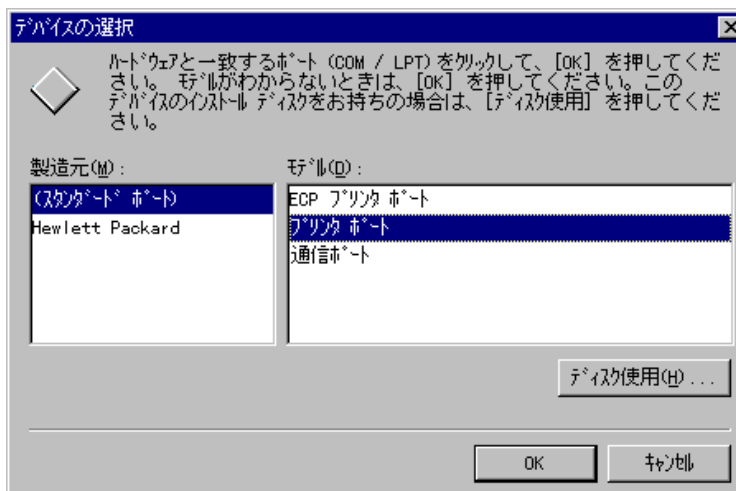 デバイスの選択
ﾊｰﾄﾞｳｪｱと一致するﾎﾟｰﾄ (COM / LPT) をｸﾘｯｸして、[OK] を押してくだ
さい。 ﾓﾃﾞﾙがわからないときは、[OK] を押してください。この
ﾃﾞﾊﾞｲｽのｲﾝｽﾄｰﾙ ﾃﾞｨｽｸをお持ちの場合は、[ﾃﾞｨｽｸ使用] を押してくだ
さい。
製造元(M):
ﾓﾃﾞﾙ(D):
(ｽﾀﾝﾀﾞｰﾄﾞ ﾎﾟｰﾄ)
Hewlett Packard
ECP ﾌﾟﾘﾝﾀ ﾎﾟｰﾄ
ﾌﾟﾘﾝﾀ ﾎﾟｰﾄ
通信ﾎﾟｰﾄ
ﾃﾞｨｽｸ使用(H)...
OK
ｷｬﾝｾﾙ